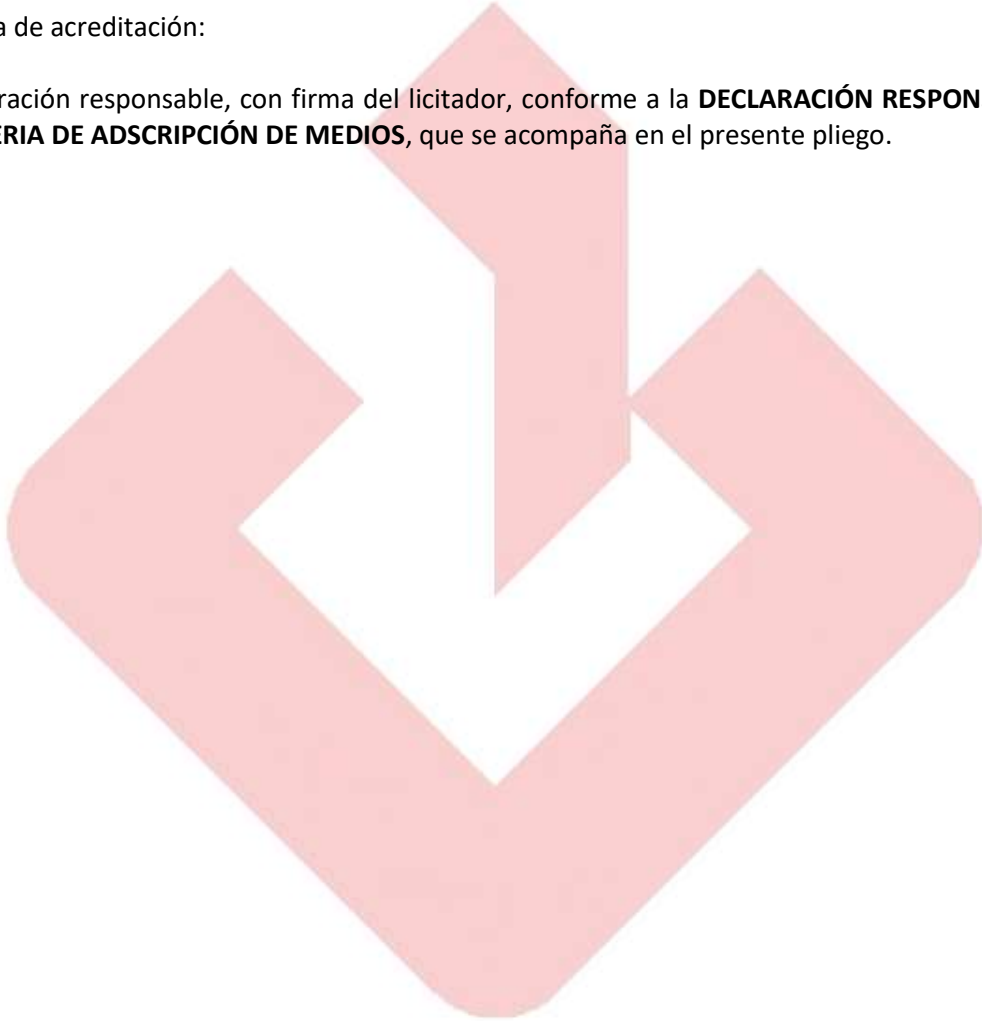 a de acreditación:
ración responsable, con firma del licitador, conforme a la DECLARACIÓN RESPON
ERIA DE ADSCRIPCIÓN DE MEDIOS, que se acompaña en el presente pliego.